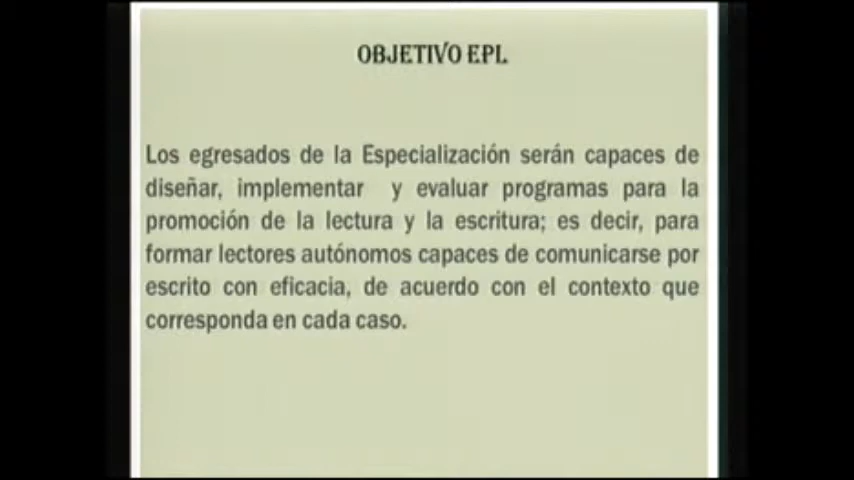 OBJETIVO EPL
Los egresados de la Especialización serán capaces de
diseñar, implementar y evaluar programas para la
promoción de la lectura y la escritura; es decir, para
formar lectores autónomos capaces de comunicarse por
escrito con eficacia, de acuerdo con el contexto que
corresponda en cada caso.